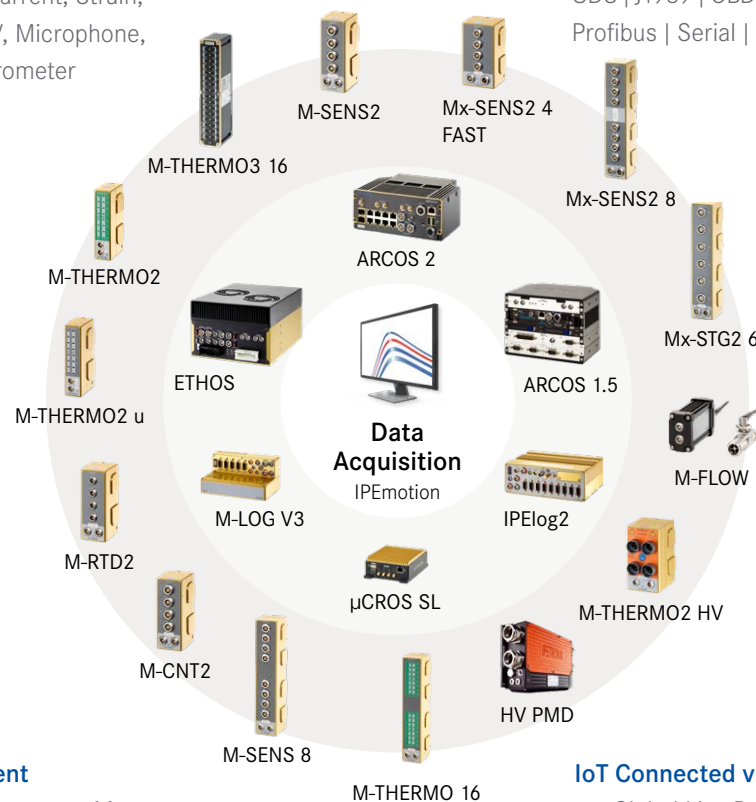 Strain,
Microphone,
Profibus | Serial |
M-SENS2
Mx-SENS2 4
FAST
M-THERMO3 16
Mx-SENS2 8
ARCOS 2
M-THERMO2
Mx-STG2 6
ETHOS
ARCOS 1.5
M-THERMO2 u
Data
Acquisition
IPEmotion
M-FLOW
M-LOG V3
IPElog2
M-RTD2
µCROS SL
M-THERMO2 HV
M-CNT2
HV PMD
M-SENS 8
IoT Connected
M-THERMO 16